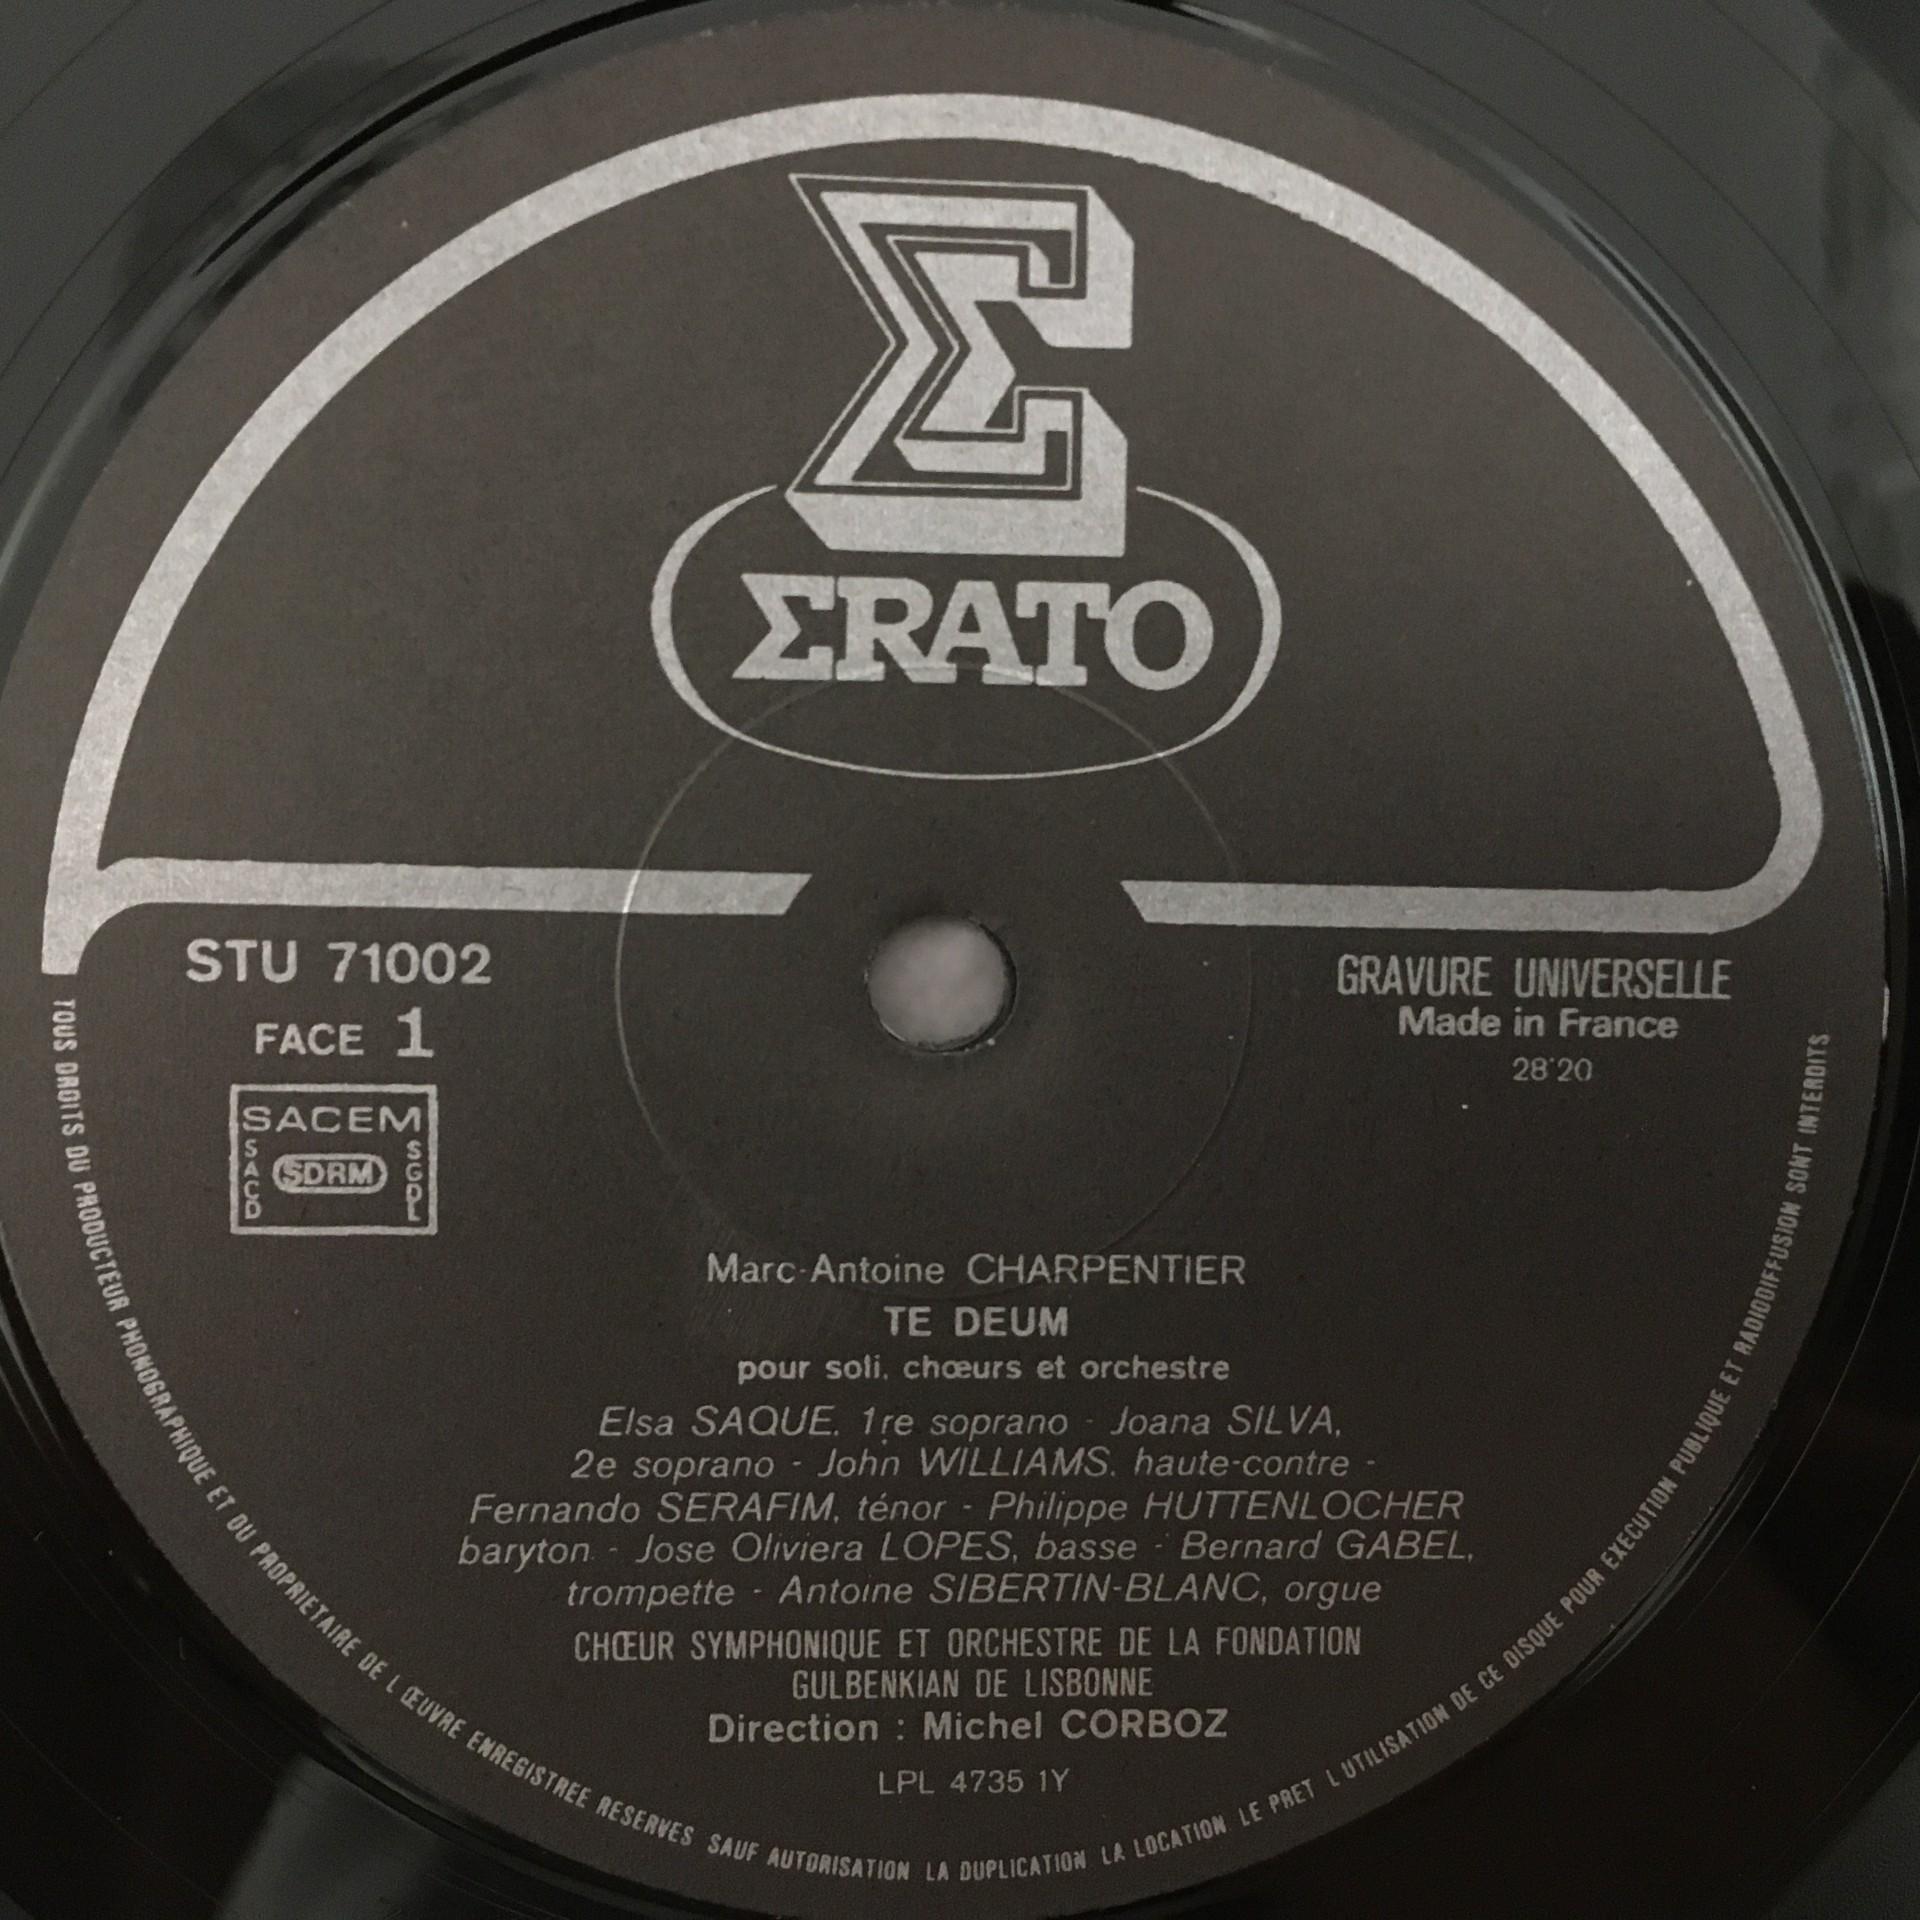 Σ
ΣRATO
STU 71002
FACE 1
SACEM
SACD
SDRM
SGDL
GRAVURE UNIVERSELLE
Made in France
28'20
Marc-Antoine CHARPENTIER
TE DEUM
pour soli, chœurs et orchestre
Elsa SAQUE, 1re soprano - Joana SILVA,
2e soprano - John WILLIAMS, haute-contre -
Fernando SERAFIM, ténor - Philippe HUTTENLOCHER
baryton - Jose Oliviera LOPES, basse - Bernard GABEL,
trompette - Antoine SIBERTIN-BLANC, orgue
CHŒUR SYMPHONIQUE ET ORCHESTRE DE LA FONDATION
GULBENKIAN DE LISBONNE
Direction : Michel CORBOZ
LPL 4735 1Y
TOUS DROITS DU PRODUCTEUR PHONOGRAPHIQUE ET DU PROPRIETAIRE DE L ŒUVRE ENREGISTREE RESERVES SAUF AUTORISATION LA DUPLICATION LA LOCATION LE PRET L UTILISATION DE CE DISQUE POUR EXECUTION PUBLIQUE ET RADIODIFFUSION SONT INTERDITS